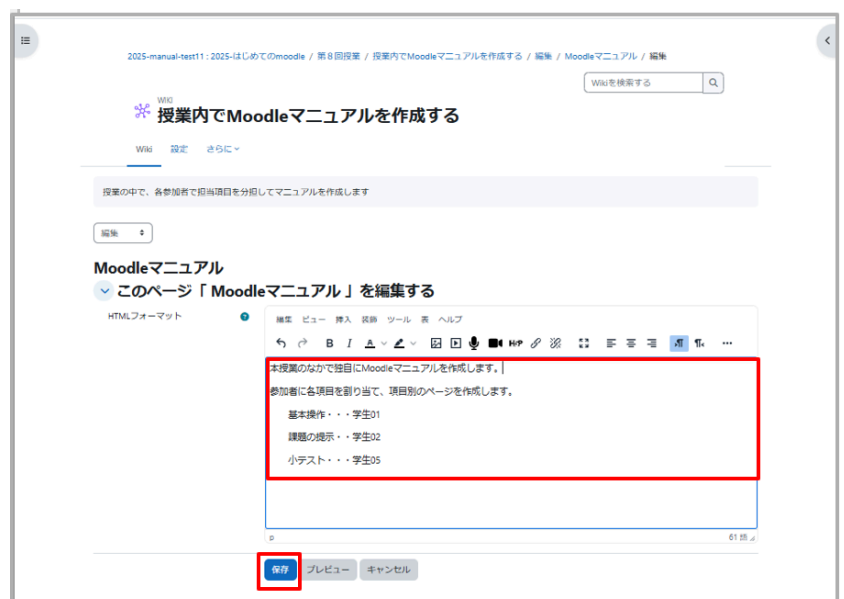 2025-manual-test11 : 2025-はじめてのmoodle / 第8回授業 / 授業内でMoodleマニュアルを作成する / 編集 / Moodleマニュアル / 編集
Wikiを検索する
WIKI
授業内でMoodleマニュアルを作成する
Wiki 設定 さらに
授業の中で、各参加者で担当項目を分担してマニュアルを作成します
編集
Moodleマニュアル
このページ「 Moodleマニュアル 」を編集する
HTMLフォーマット
編集 ビュー 挿入 装飾 ツール 表 ヘルプ
B I A H5P
本授業のなかで独自にMoodleマニュアルを作成します。
参加者に各項目を割り当て、項目別のページを作成します。
基本操作・・・学生01
課題の提示・・学生02
小テスト・・・学生05
p 61 語
保存 プレビュー キャンセル